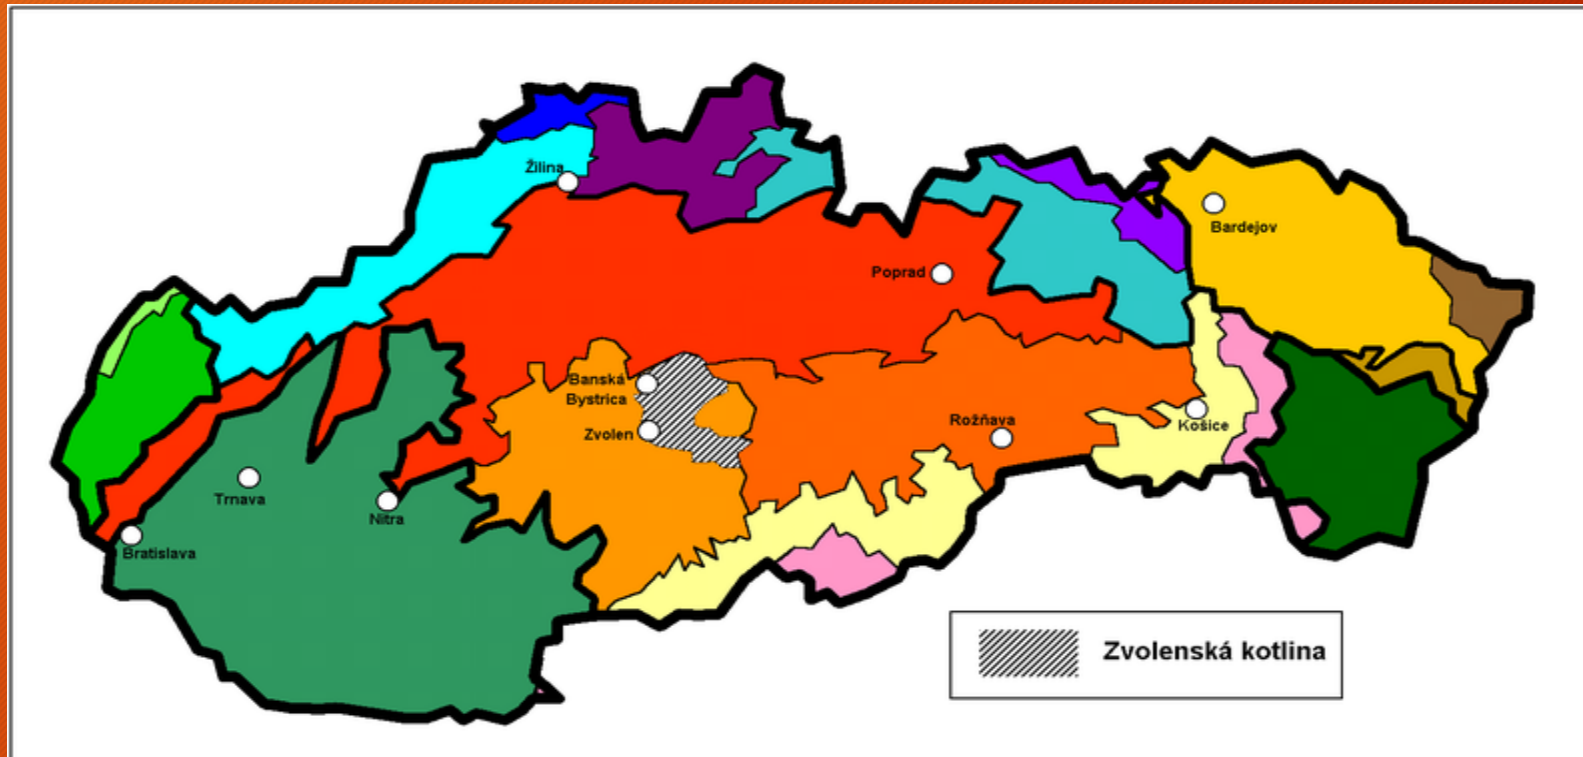 Žilina
Bardejov
Poprad
Banská
Bystrica
Rožňava
Košice
Zvolen
Trnava
Nitra
Bratislava
Zvolenská kotlina